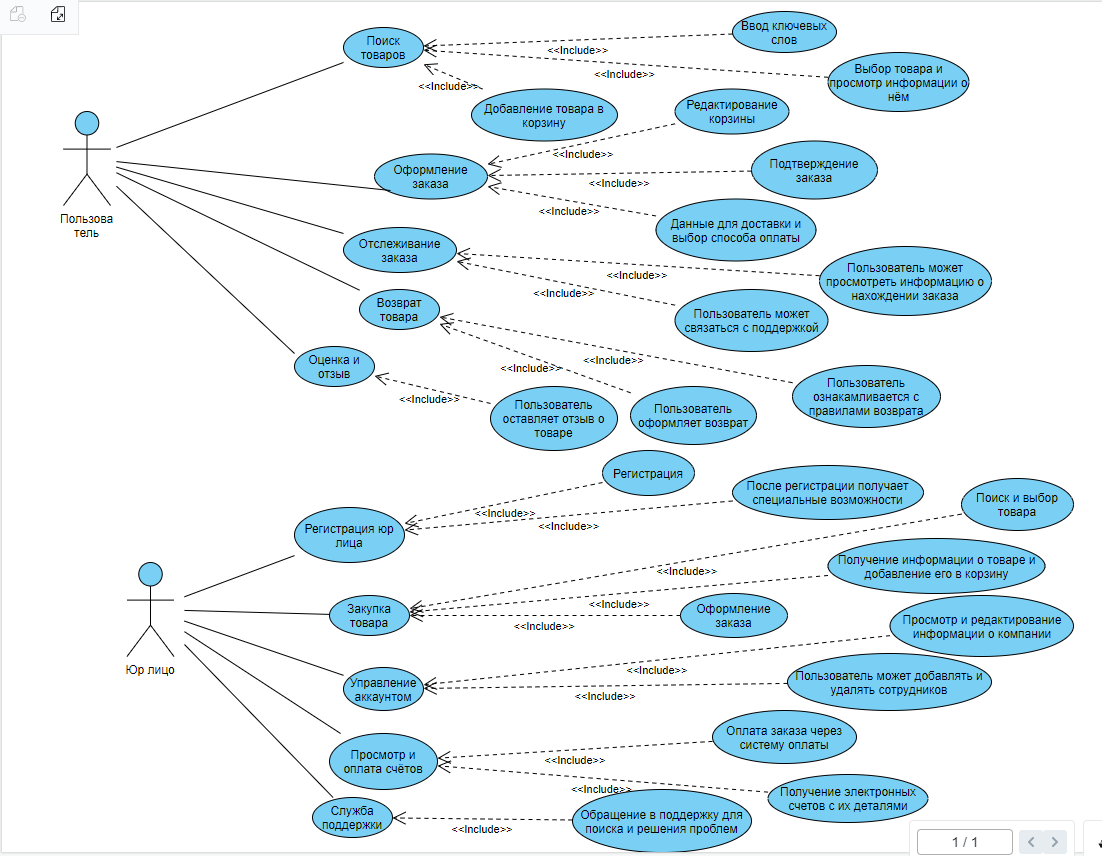 Поиск
товаров
Ввод ключевых
слов
<<Include>>
<<Include>>
Выбор товара и
просмотр информации о
нём
<<Include>>
Добавление товара в
корзину
Редактирование
корзины
<<Include>>
Оформление
заказа
Подтверждение
заказа
<<Include>>
<<Include>>
Данные для доставки и
выбор способа оплаты
Пользова
тель
Отслеживание
заказа
<<Include>>
Пользователь может
просмотреть информацию о
нахождении заказа
<<Include>>
Пользователь может
связаться с поддержкой
Возврат
товара
<<Include>>
<<Include>>
Пользователь
ознакамливается с
правилами возврата
Пользователь
оформляет возврат
Оценка и
отзыв
<<Include>>
Пользователь
оставляет отзыв о
товаре
Регистрация
<<Include>>
После регистрации получает
специальные возможности
<<Include>>
Регистрация юр
лица
Поиск и выбор
товара
<<Include>>
Получение информации о товаре и
добавление его в корзину
<<Include>>
Закупка
товара
<<Include>>
Оформление
заказа
Юр лицо
Просмотр и редактирование
информации о компании
<<Include>>
Управление
аккаунтом
<<Include>>
Пользователь может добавлять и
удалять сотрудников
Оплата заказа через
систему оплаты
<<Include>>
Просмотр и
оплата счётов
<<Include>>
Получение электронных
счетов с их деталями
Служба
поддержки
<<Include>>
Обращение в поддержку для
поиска и решения проблем
1 / 1